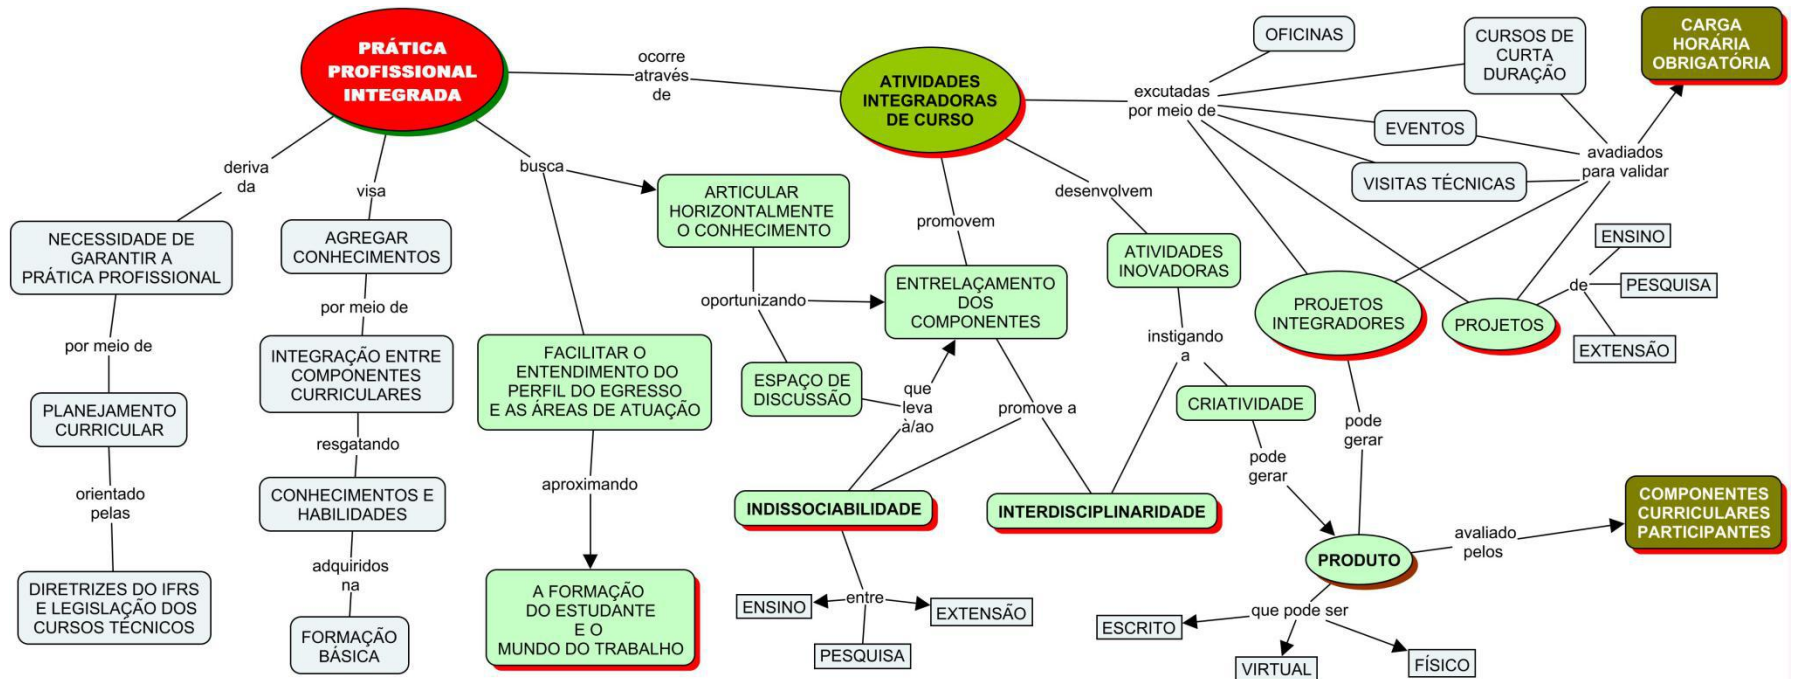 PRÁTICA
PROFISSIONAL
INTEGRADA
ocorre
através
de
ATIVIDADES
INTEGRADORAS
DE CURSO
excutadas
por meio de
OFICINAS
CURSOS DE
CURTA
DURAÇÃO
EVENTOS
VISITAS TÉCNICAS
avadiados
para validar
CARGA
HORÁRIA
OBRIGATÓRIA
deriva
da
NECESSIDADE DE
GARANTIR A
PRÁTICA PROFISSIONAL
por meio de
PLANEJAMENTO
CURRICULAR
orientado
pelas
DIRETRIZES DO IFRS
E LEGISLAÇÃO DOS
CURSOS TÉCNICOS
visa
AGREGAR
CONHECIMENTOS
por meio de
INTEGRAÇÃO ENTRE
COMPONENTES
CURRICULARES
resgatando
CONHECIMENTOS E
HABILIDADES
adquiridos
na
FORMAÇÃO
BÁSICA
busca
FACILITAR O
ENTENDIMENTO DO
PERFIL DO EGRESSO
E AS ÁREAS DE ATUAÇÃO
aproximando
A FORMAÇÃO
DO ESTUDANTE
E O
MUNDO DO TRABALHO
ARTICULAR
HORIZONTALMENTE
O CONHECIMENTO
oportunizando
ESPAÇO DE
DISCUSSÃO
que
leva
à/ao
promovem
ENTRELAÇAMENTO
DOS
COMPONENTES
promove a
INDISSOCIABILIDADE
entre
ENSINO
PESQUISA
EXTENSÃO
INTERDISCIPLINARIDADE
desenvolvem
ATIVIDADES
INOVADORAS
instigando
a
CRIATIVIDADE
pode
gerar
PROJETOS
INTEGRADORES
pode
gerar
PROJETOS
de
ENSINO
PESQUISA
EXTENSÃO
PRODUTO
avaliado
pelos
COMPONENTES
CURRICULARES
PARTICIPANTES
que pode ser
ESCRITO
VIRTUAL
FÍSICO